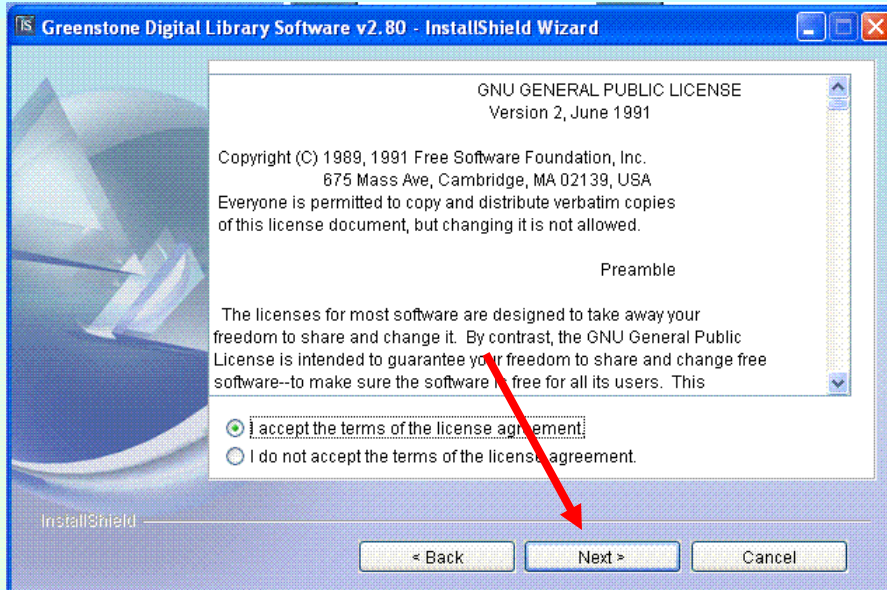 Greenstone Digital Library Software v2.80 - InstallShield Wizard
GNU GENERAL PUBLIC LICENSE
Version 2, June 1991
Copyright (C) 1989, 1991 Free Software Foundation, Inc.
675 Mass Ave, Cambridge, MA 02139, USA
Everyone is permitted to copy and distribute verbatim copies
of this license document, but changing it is not allowed.
Preamble
The licenses for most software are designed to take away your
freedom to share and change it. By contrast, the GNU General Public
License is intended to guarantee your freedom to share and change free
software--to make sure the software is free for all its users. This
I accept the terms of the license agreement.
I do not accept the terms of the license agreement.
InstallShield
< Back
Next >
Cancel